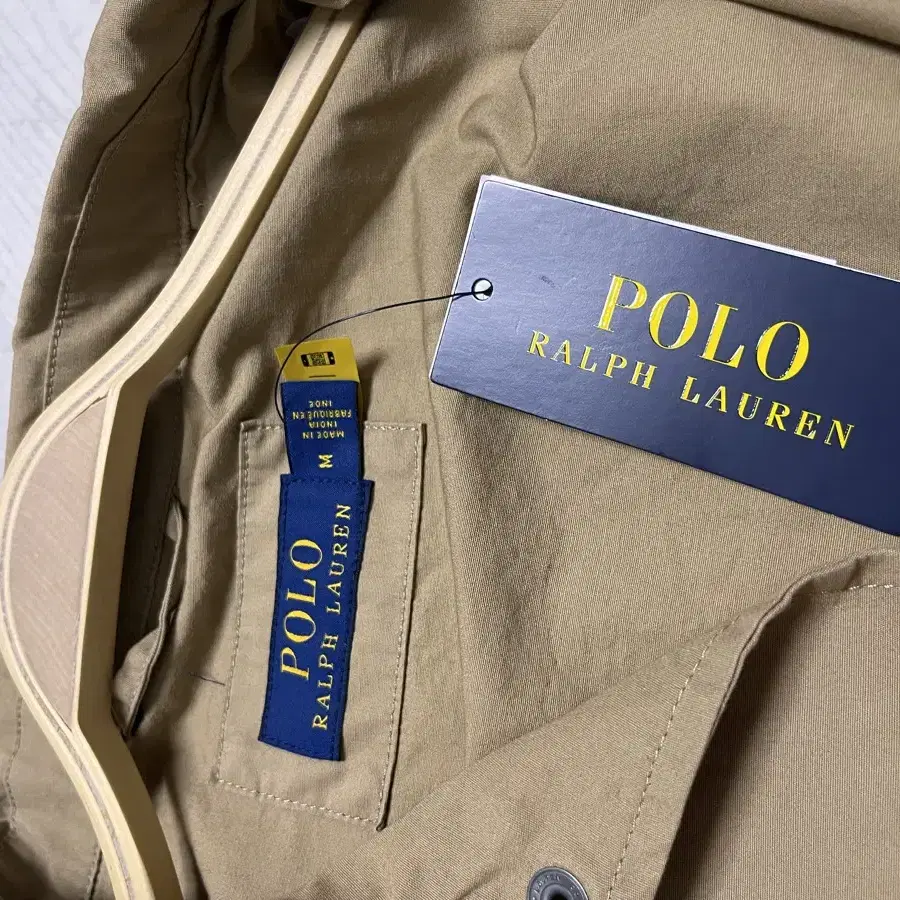 POLO
RALPH LAUREN
MADE IN
INDIA
FABRIQUÉ EN
INDE
M
POLO
RALPH LAUREN